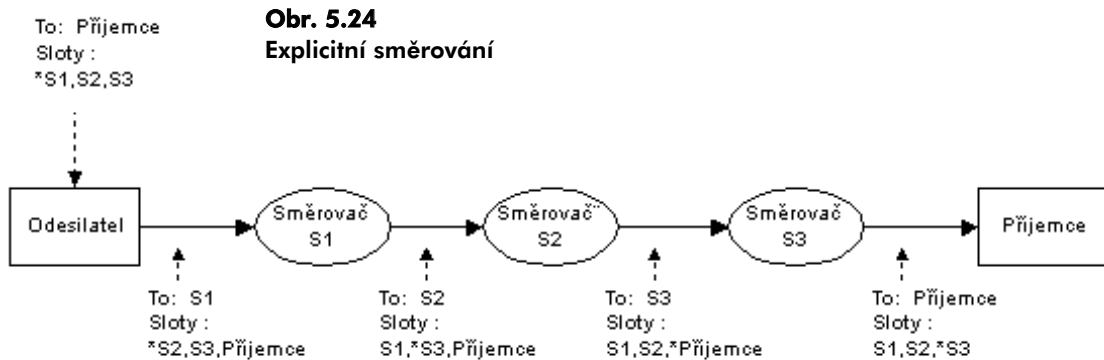 Obr. 5.24
Explicitní směrování
To: Příjemce
Sloty :
*S1,S2,S3
Odesilatel
Směrovač
S1
Směrovač¨
S2
Směrovač
S3
Příjemce
To: S1
Sloty :
*S2,S3,Příjemce
To: S2
Sloty :
S1,*S3,Příjemce
To: S3
Sloty :
S1,S2,*Příjemce
To: Příjemce
Sloty :
S1,S2,*S3